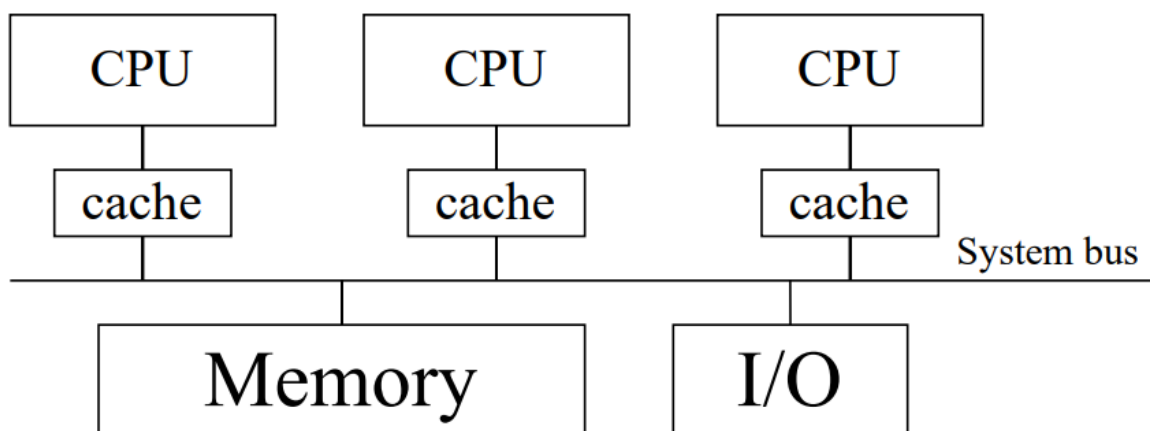 CPU CPU CPU
cache cache cache
System bus
Memory I/O